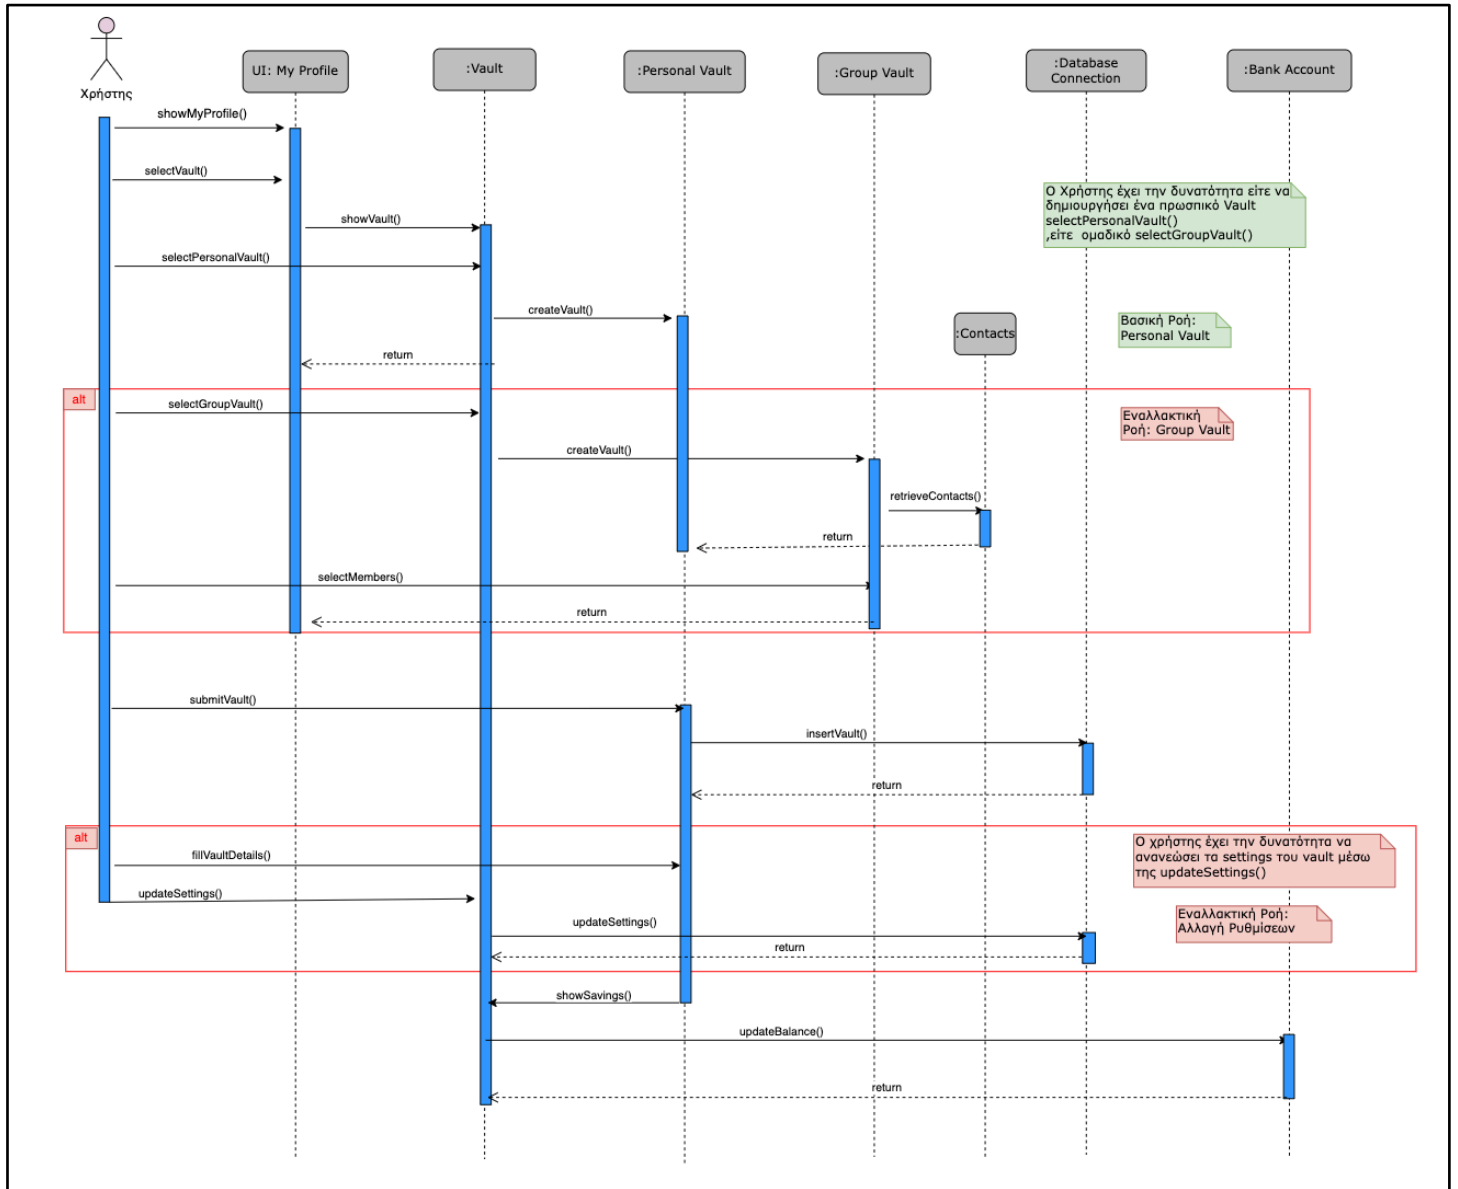 Χρήστης
UI: My Profile
:Vault
:Personal Vault
:Group Vault
:Database
Connection
:Bank Account
showMyProfile()
selectVault()
Ο Χρήστης έχει την δυνατότητα είτε να
δημιουργήσει ένα πρωσπικό Vault
selectPersonalVault()
,είτε ομαδικό selectGroupVault()
showVault()
selectPersonalVault()
createVault()
:Contacts
Βασική Ροή:
Personal Vault
return
alt
selectGroupVault()
Εναλλακτική
Ροή: Group Vault
createVault()
retrieveContacts()
return
selectMembers()
return
submitVault()
insertVault()
return
alt
Ο χρήστης έχει την δυνατότητα να
ανανεώσει τα settings του vault μέσω
της updateSettings()
fillVaultDetails()
updateSettings()
Εναλλακτική Ροή:
Αλλαγή Ρυθμίσεων
updateSettings()
return
showSavings()
updateBalance()
return